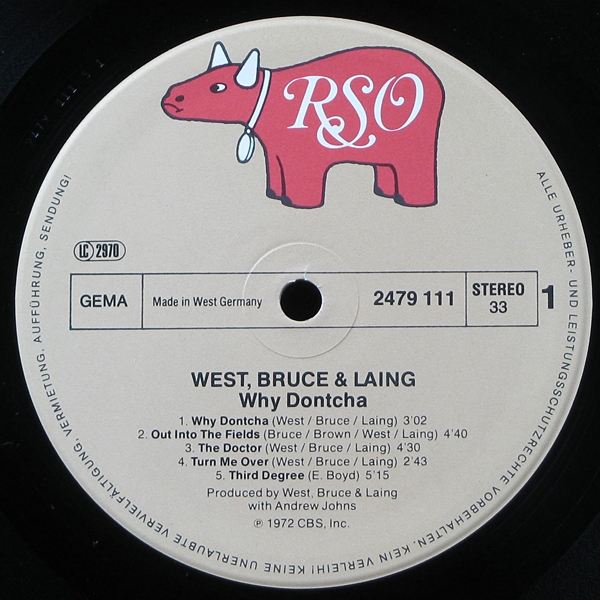 RSO
LC 2970
GEMA
Made in West Germany
2479 111
STEREO
33
1
WEST, BRUCE & LAING
Why Dontcha
1. Why Dontcha (West / Bruce / Laing) 3'02
2. Out Into The Fields (Bruce / Brown / West / Laing) 4'40
3. The Doctor (West / Bruce / Laing) 4'30
4. Turn Me Over (West / Bruce / Laing) 2'43
5. Third Degree (E. Boyd) 5'15
Produced by West, Bruce & Laing
with Andrew Johns
℗ 1972 CBS, Inc.
ALLE URHEBER- UND LEISTUNGSSCHUTZRECHTE VORBEHALTEN. KEIN VERLEIH! KEINE UNERLAUBTE VERVIELFÄLTIGUNG, VERMIETUNG, AUFFÜHRUNG, SENDUNG!